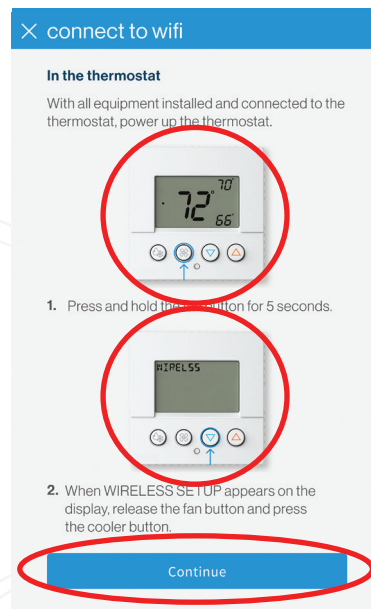 connect to wifi
In the thermostat
With all equipment installed and connected to the
thermostat, power up the thermostat.
70°
72°
66°
1. Press and hold the button for 5 seconds.
WIRELSS
2. When WIRELESS SETUP appears on the
display, release the fan button and press
the cooler button.
Continue